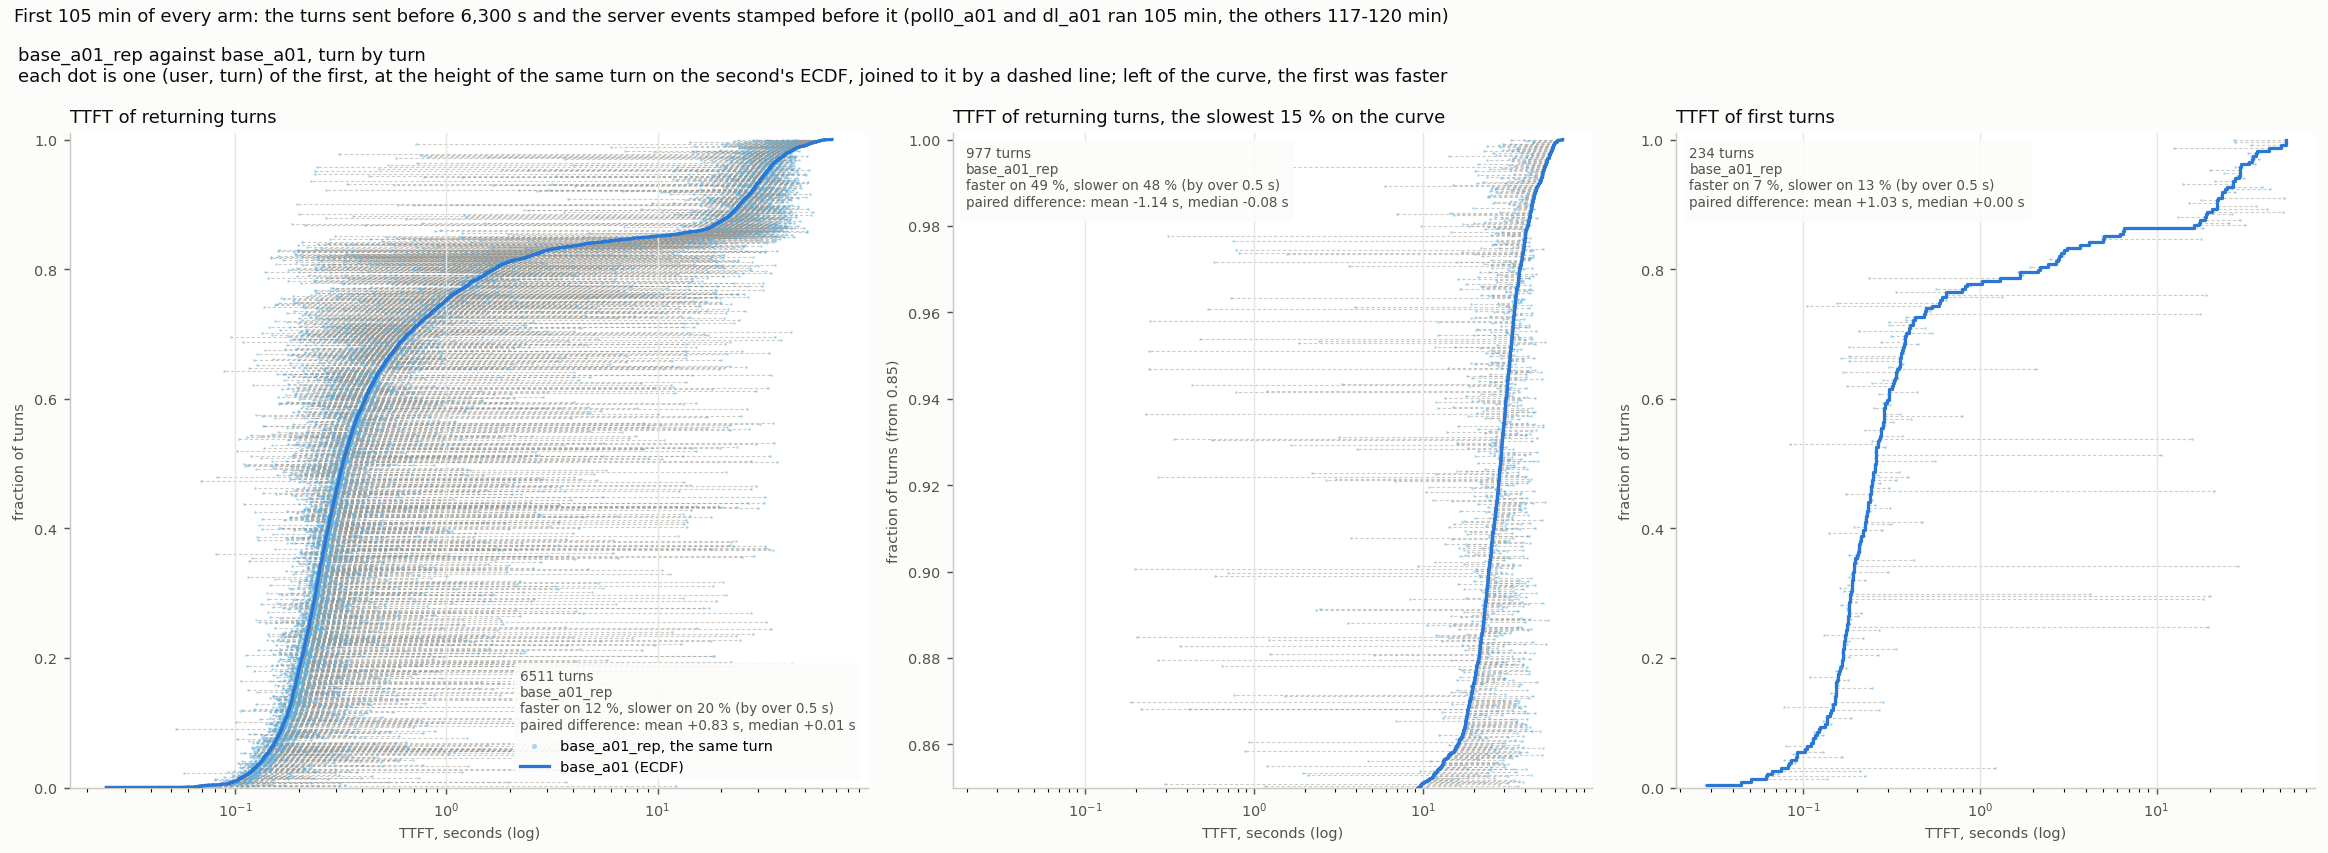 First 105 min of every arm: the turns sent before 6,300 s and the server events stamped before it (poll0_a01 and dl_a01 ran 105 min, the others 117-120 min)
base_a01_rep against base_a01, turn by turn
each dot is one (user, turn) of the first, at the height of the same turn on the second's ECDF, joined to it by a dashed line; left of the curve, the first was faster
TTFT of returning turns
fraction of turns
1.0
0.8
0.6
0.4
0.2
0.0
6511 turns
base_a01_rep
faster on 12 %, slower on 20 % (by over 0.5 s)
paired difference: mean +0.83 s, median +0.01 s
base_a01_rep, the same turn
base_a01 (ECDF)
10⁻¹ 10⁰ 10¹
TTFT, seconds (log)
TTFT of returning turns, the slowest 15 % on the curve
fraction of turns (from 0.85)
1.00
0.98
0.96
0.94
0.92
0.90
0.88
0.86
977 turns
base_a01_rep
faster on 49 %, slower on 48 % (by over 0.5 s)
paired difference: mean -1.14 s, median -0.08 s
10⁻¹ 10⁰ 10¹
TTFT, seconds (log)
TTFT of first turns
fraction of turns
1.0
0.8
0.6
0.4
0.2
0.0
234 turns
base_a01_rep
faster on 7 %, slower on 13 % (by over 0.5 s)
paired difference: mean +1.03 s, median +0.00 s
10⁻¹ 10⁰ 10¹
TTFT, seconds (log)